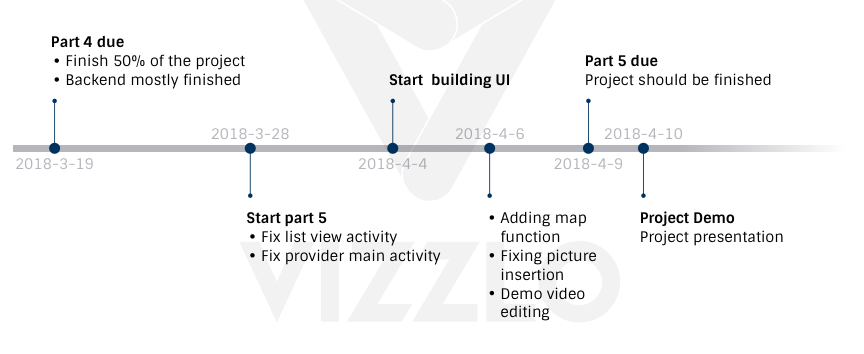 Part 4 due
• Finish 50% of the project
• Backend mostly finished
Start building UI
Part 5 due
Project should be finished
2018-3-28
2018-4-6
2018-4-10
2018-3-19
2018-4-4
2018-4-9
Start part 5
• Fix list view activity
• Fix provider main activity
• Adding map
function
• Fixing picture
insertion
• Demo video
editing
Project Demo
Project presentation
VIZZLO